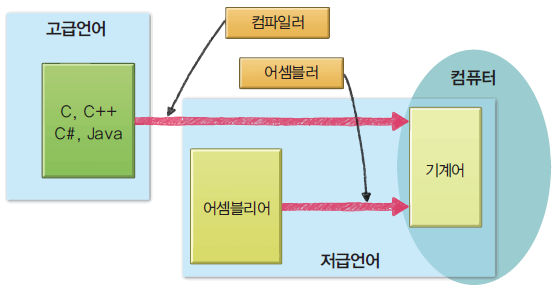 고급언어
컴파일러
어셈블러
컴퓨터
C, C++
C#, Java
기계어
어셈블리어
저급언어